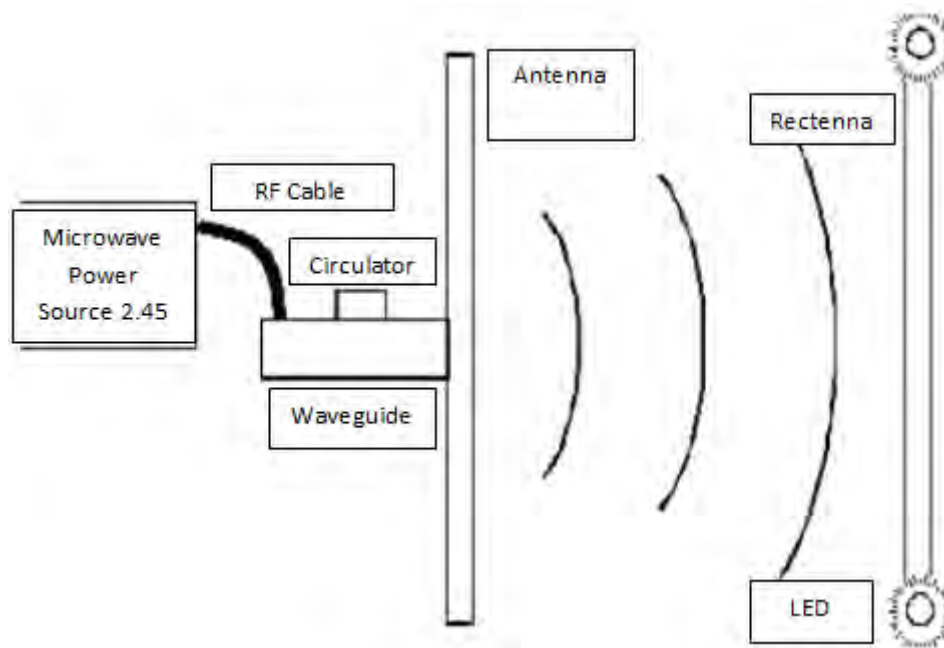 Antenna
Rectenna
RF Cable
Microwave
Power
Source 2.45
Circulator
Waveguide
LED